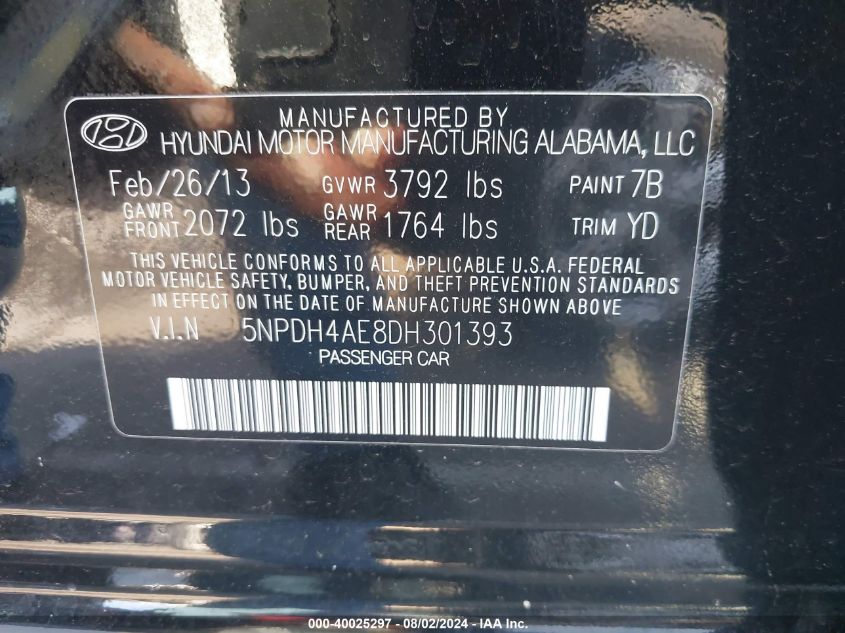 MANUFACTURED BY
HYUNDAI MOTOR MANUFACTURING ALABAMA, LLC
Feb/26/13 GVWR 3792 lbs PAINT 7B
GAWR FRONT 2072 lbs GAWR REAR 1764 lbs TRIM YD
THIS VEHICLE CONFORMS TO ALL APPLICABLE U.S.A. FEDERAL
MOTOR VEHICLE SAFETY, BUMPER, AND THEFT PREVENTION STANDARDS
IN EFFECT ON THE DATE OF MANUFACTURE SHOWN ABOVE.
V.I.N 5NPDH4AE8DH301393
PASSENGER CAR
000-40025297 - 08/02/2024 - IAA Inc.